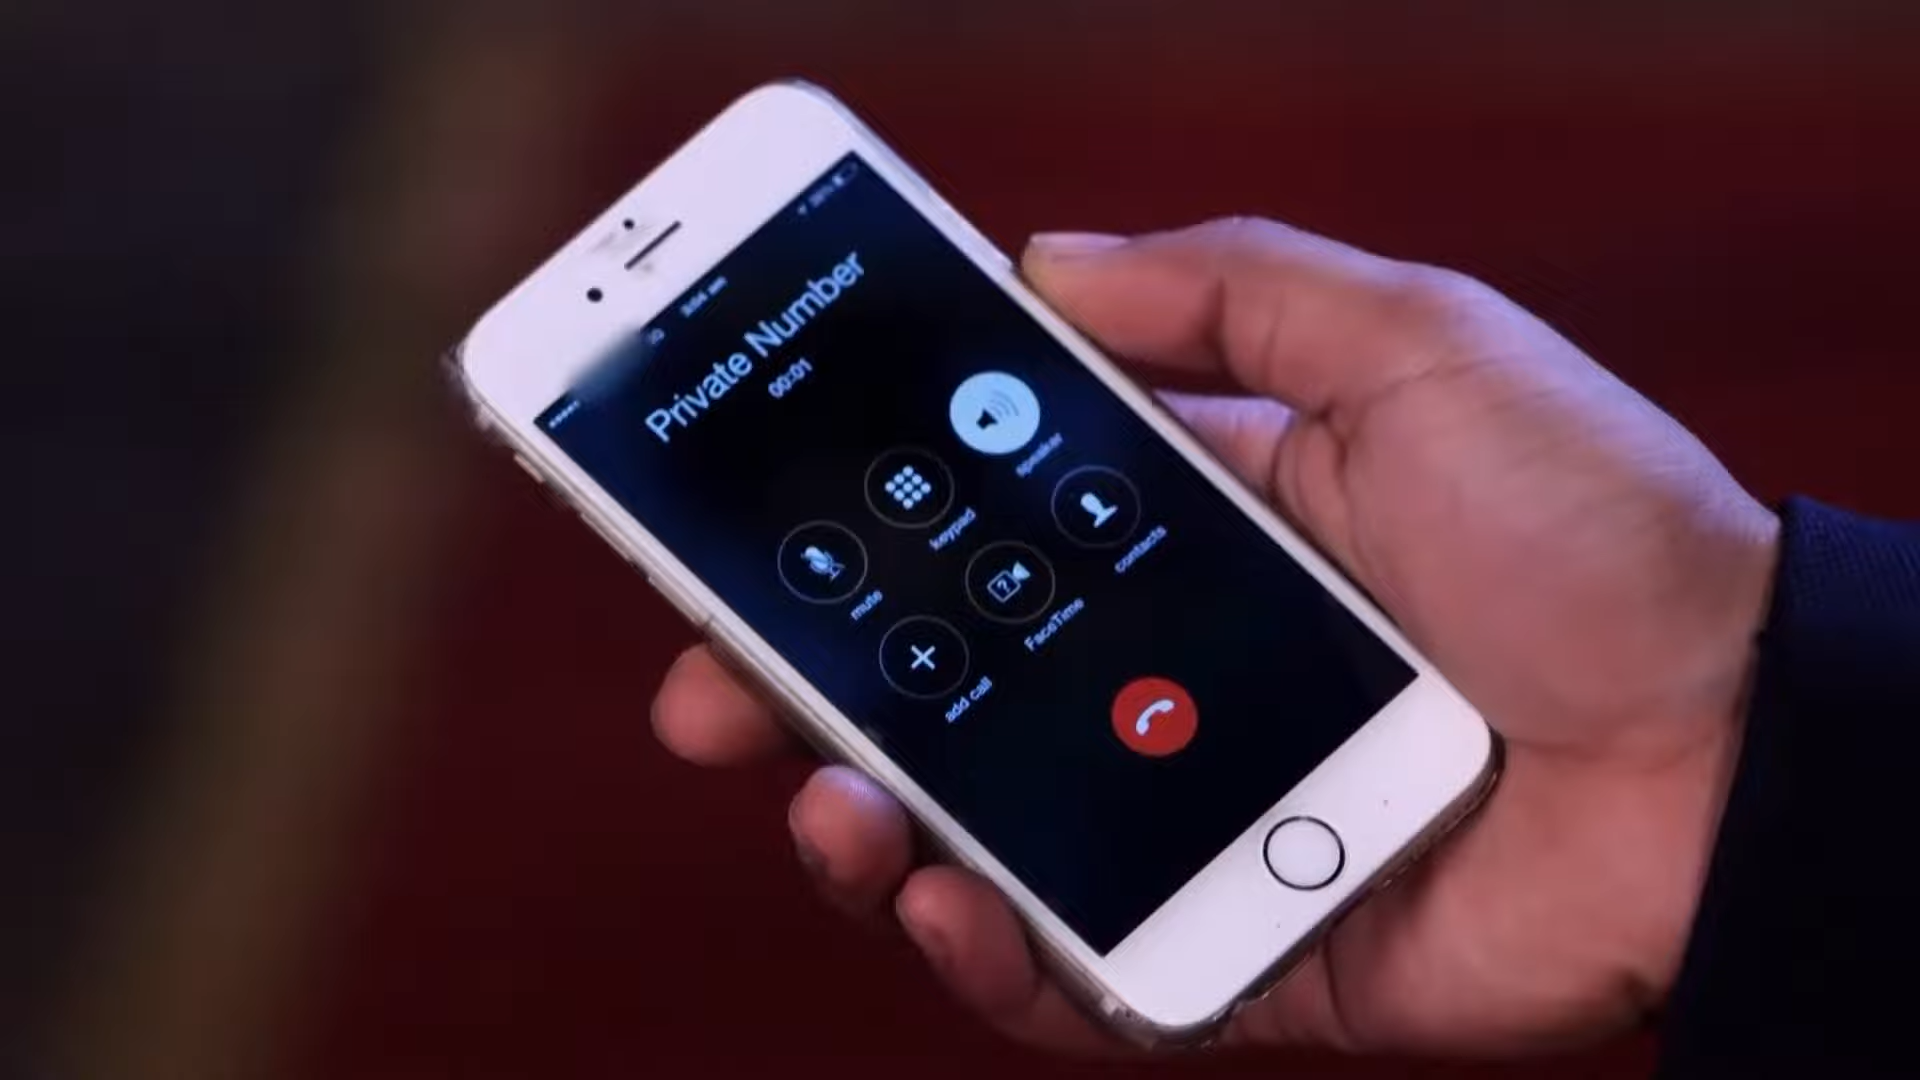 Private Number
00:01
mute
keypad
speaker
add call
FaceTime
contacts